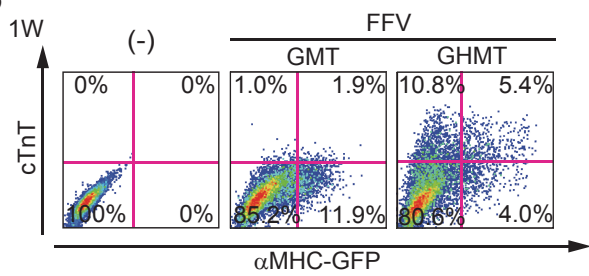 1W
(-)
FFV
GMT
GHMT
cTnT
0% 0%
100% 0%
1.0% 1.9%
85.2% 11.9%
10.8% 5.4%
80.6% 4.0%
αMHC-GFP